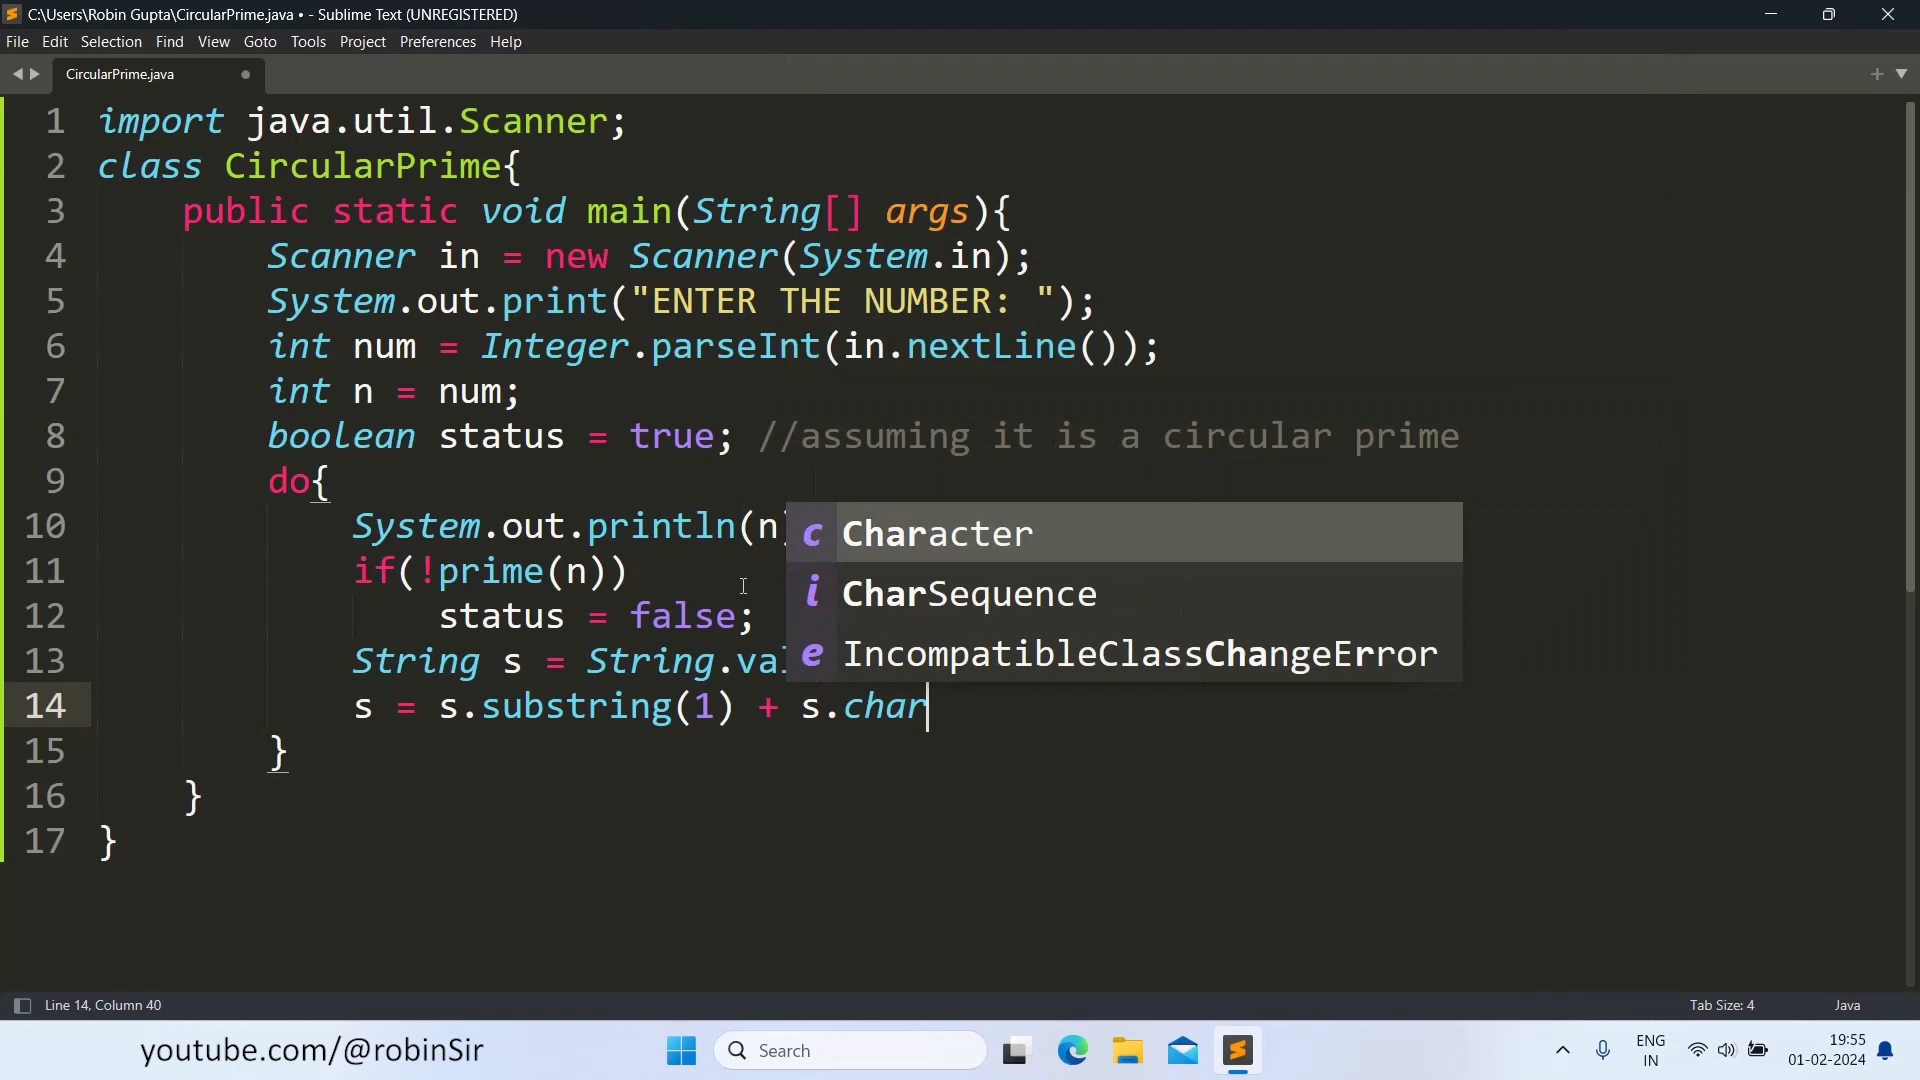 C:\Users\Robin Gupta\CircularPrime.java • - Sublime Text (UNREGISTERED)
File Edit Selection Find View Goto Tools Project Preferences Help
CircularPrime.java
1 import java.util.Scanner;
2 class CircularPrime{
3 public static void main(String[] args){
4 Scanner in = new Scanner(System.in);
5 System.out.print("ENTER THE NUMBER: ");
6 int num = Integer.parseInt(in.nextLine());
7 int n = num;
8 boolean status = true; //assuming it is a circular prime
9 do{
10 System.out.println(n)
Character
11 if(!prime(n))
CharSequence
12 status = false;
IncompatibleClassChangeError
13 String s = String.val
14 s = s.substring(1) + s.char
15 }
16 }
17 }
Line 14, Column 40
Tab Size: 4
Java
youtube.com/@robinSir
Search
ENG
IN
19:55
01-02-2024